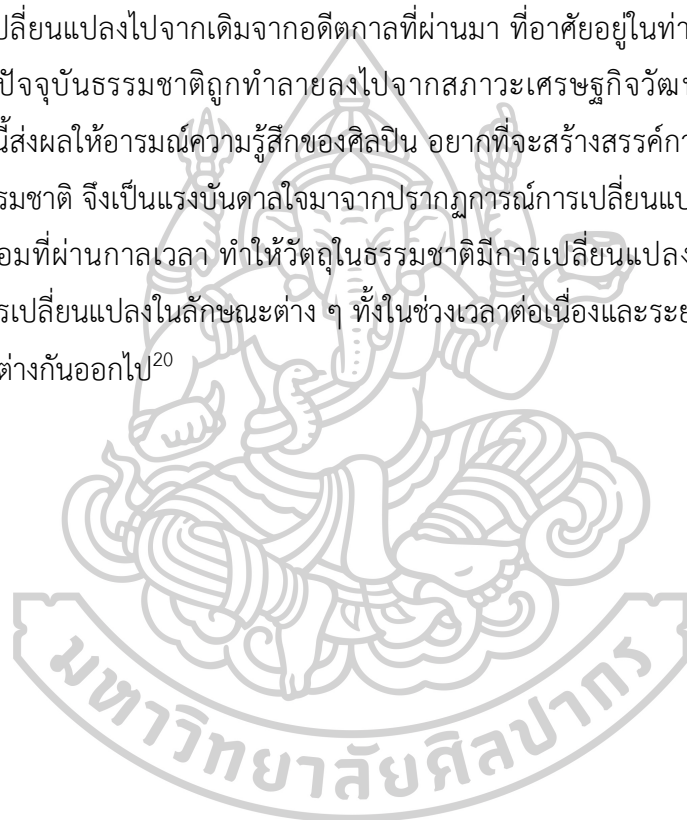 ปลี่ยนแปลงไปจากเดิมจากอดีตกาลที่ผ่านมา ที่อาศัยอยู่ในท่า
ปัจจุบันธรรมชาติถูกทำลายลงไปจากสภาวะเศรษฐกิจวัฒน
นี้ส่งผลให้อารมณ์ความรู้สึกของศิลปิน อยากที่จะสร้างสรรค์กา
รมชาติ จึงเป็นแรงบันดาลใจมาจากปรากฏการณ์การเปลี่ยนแป
อมที่ผ่านกาลเวลา ทำให้วัตถุในธรรมชาติมีการเปลี่ยนแปลง
รเปลี่ยนแปลงในลักษณะต่าง ๆ ทั้งในช่วงเวลาต่อเนื่องและระย
ต่างกันออกไป20
มหาวิทยาลัยศิลปากร